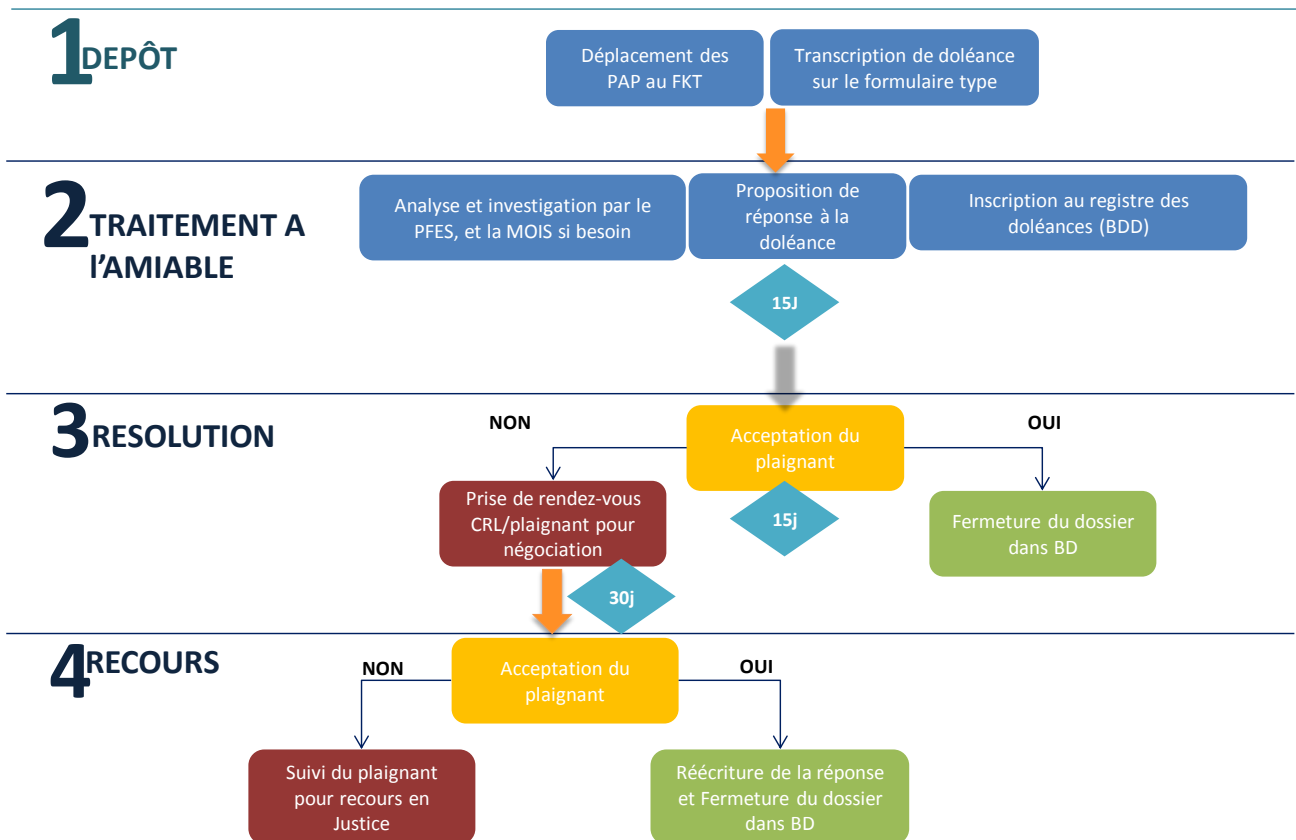 1 DEPÔT
Déplacement des
PAP au FKT
Transcription de doléance
sur le formulaire type
2 TRAITEMENT A
l'AMIABLE
Analyse et investigation par le
PFES, et la MOIS si besoin
Proposition de
réponse à la
doléance
Inscription au registre des
doléances (BDD)
15J
3 RESOLUTION
NON
Acceptation du
plaignant
OUI
Prise de rendez-vous
CRL/plaignant pour
négociation
15j
Fermeture du dossier
dans BD
30j
4 RECOURS
NON
Acceptation du
plaignant
OUI
Suivi du plaignant
pour recours en
Justice
Réécriture de la réponse
et Fermeture du dossier
dans BD